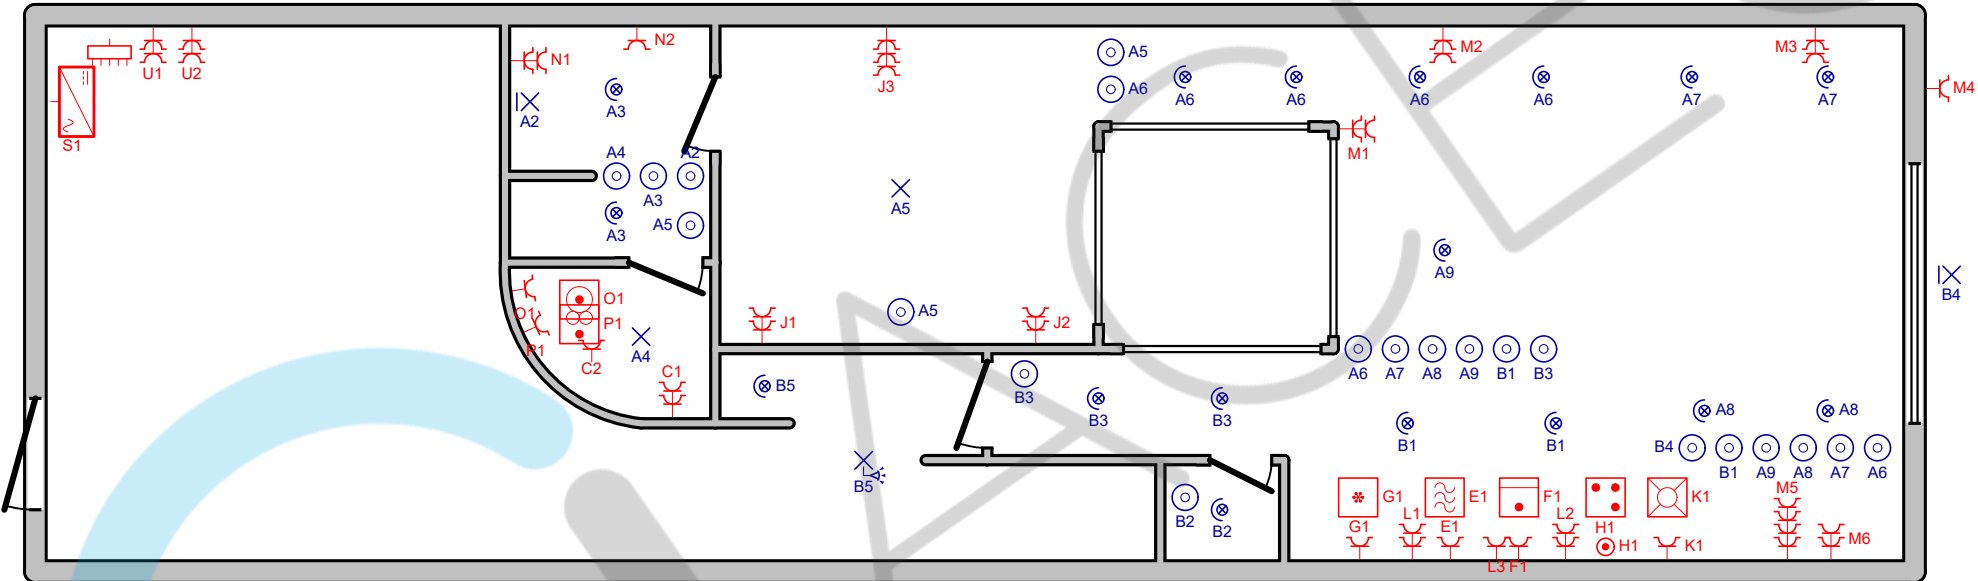 U1
U2
S1
N1
N2
A2
A3
A4
A2
A3
A3
A5
O1
O1
P1
P1
C2
A4
C1
J3
A5
A5
J1
J2
B5
B5
A5
A6
A6
A6
A6
A6
A7
A7
M1
M2
M3
M4
A9
B4
A6
A7
A8
A9
B1
B3
B3
B3
B3
B1
B1
A8
A8
B4
B1
A9
A8
A7
A6
B2
B2
G1
E1
F1
H1
K1
M5
G1
L1
E1
L3
F1
L2
H1
K1
M6